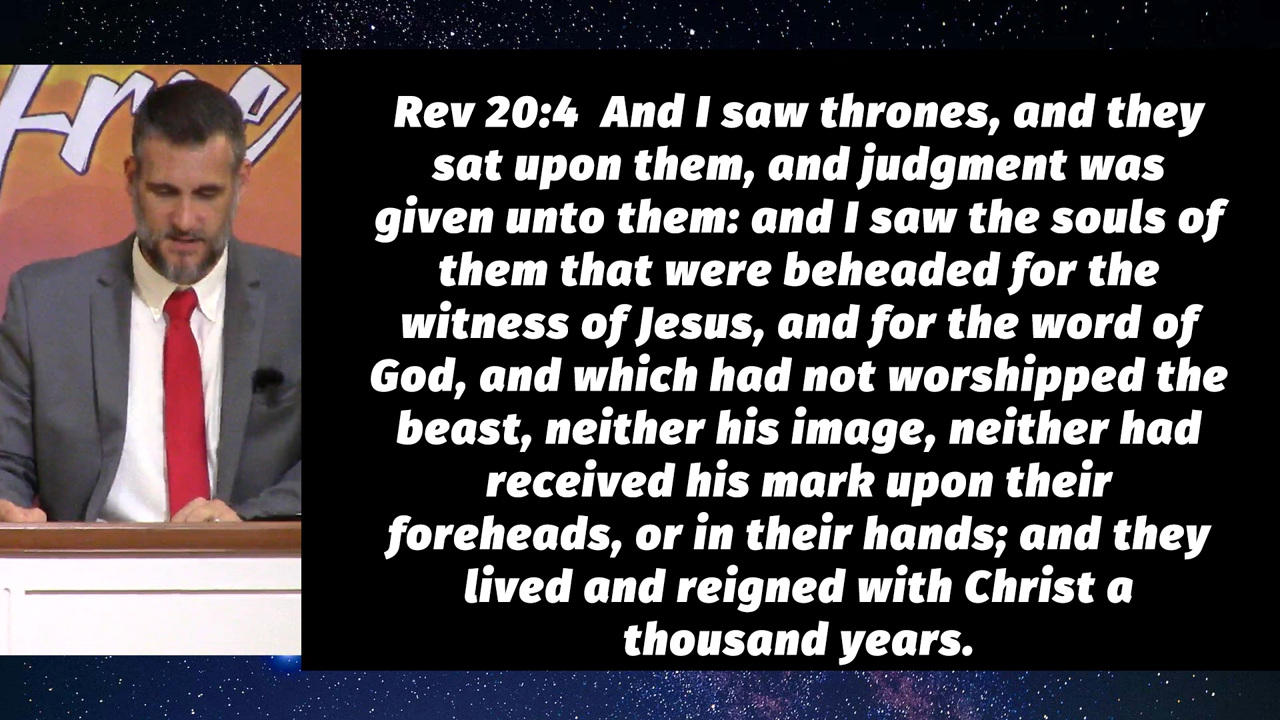 Free
Rev 20:4 And I saw thrones, and they
sat upon them, and judgment was
given unto them: and I saw the souls of
them that were beheaded for the
witness of Jesus, and for the word of
God, and which had not worshipped the
beast, neither his image, neither had
received his mark upon their
foreheads, or in their hands; and they
lived and reigned with Christ a
thousand years.